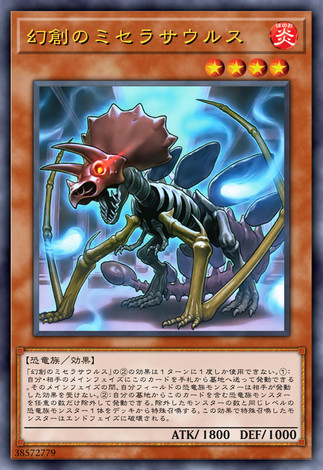 幻創のミセラサウルス
ほのお
炎
【恐竜族／効果】
「幻創のミセラサウルス」の②の効果は１ターンに１度しか使用できない。①：
自分・相手のメインフェイズにこのカードを手札から墓地へ送って発動できる
。そのメインフェイズの間、自分フィールドの恐竜族モンスターは相手が発動
した効果を受けない。②：自分の墓地からこのカードを含む恐竜族モンスター
を任意の数だけ除外して発動できる。除外したモンスターの数と同じレベルの
恐竜族モンスター１体をデッキから特殊召喚する。この効果で特殊召喚したモ
ンスターはエンドフェイズに破壊される。
ATK/ 1800 DEF/1000
38572779